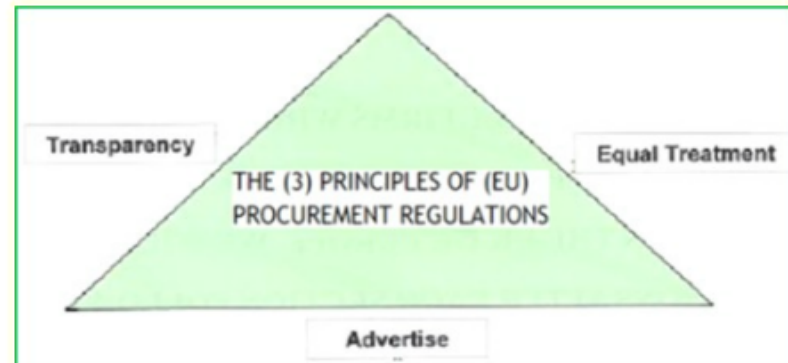 Transparency
Equal Treatment
THE (3) PRINCIPLES OF (EU)
PROCUREMENT REGULATIONS
Advertise